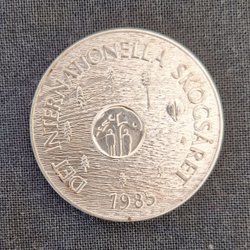 DET INTERNATIONELLA SKOGSÅRET
1985